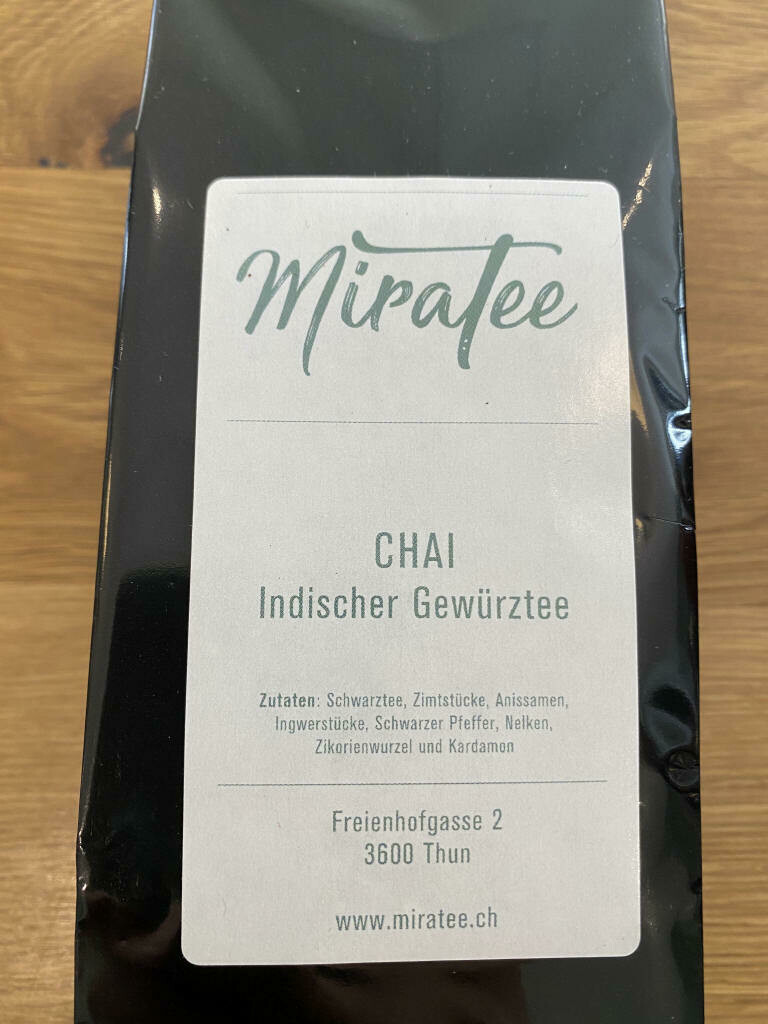 MiraTee
CHAI
Indischer Gewürztee
Zutaten: Schwarztee, Zimtstücke, Anissamen,
Ingwerstücke, Schwarzer Pfeffer, Nelken,
Zikorienwurzel und Kardamon
Freienhofgasse 2
3600 Thun
www.miratee.ch